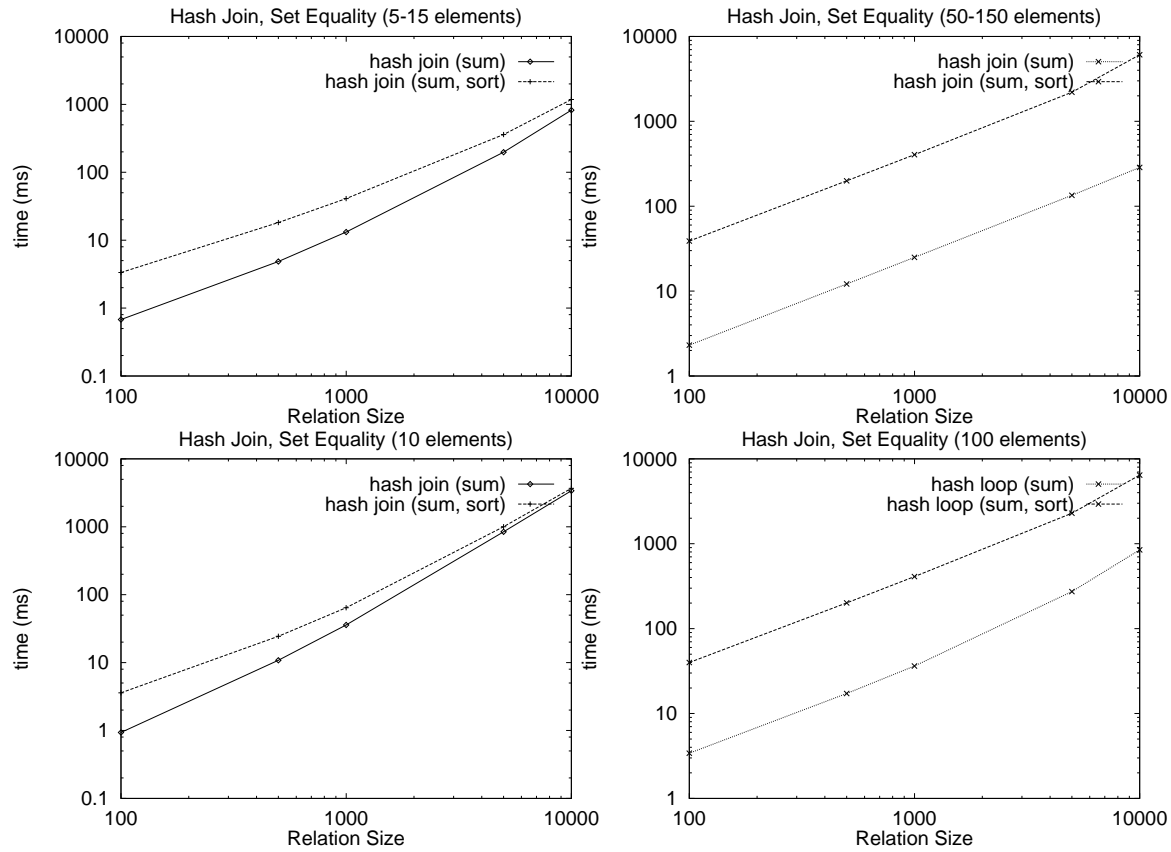 Hash Join, Set Equality (5-15 elements)
10000
1000
100
10
1
0.1
time (ms)
hash join (sum)
hash join (sum, sort)
100
1000
10000
Relation Size
Hash Join, Set Equality (50-150 elements)
10000
1000
100
10
1
time (ms)
hash join (sum)
hash join (sum, sort)
100
1000
10000
Relation Size
Hash Join, Set Equality (10 elements)
10000
1000
100
10
1
0.1
time (ms)
hash join (sum)
hash join (sum, sort)
100
1000
10000
Relation Size
Hash Join, Set Equality (100 elements)
10000
1000
100
10
1
time (ms)
hash loop (sum)
hash loop (sum, sort)
100
1000
10000
Relation Size